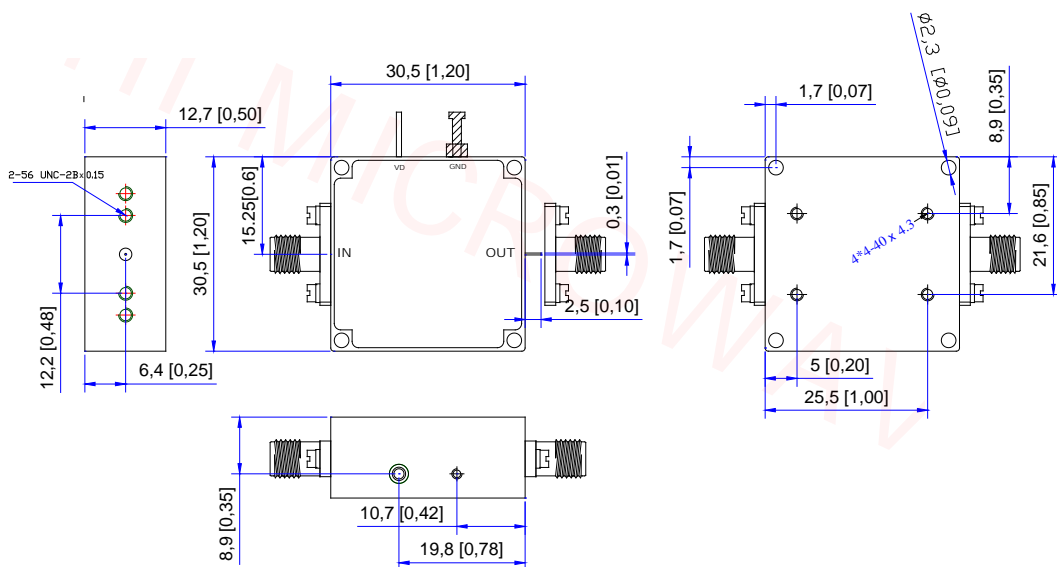 30,5 [1,20]
12,7 [0,50]
2-56 UNC-2B×0.15
12,2 [0,48]
6,4 [0,25]
15.25[0.6]
30,5 [1,20]
VD
GND
IN
OUT
0,3 [0,01]
2,5 [0,10]
1,7 [0,07]
1,7 [0,07]
Ø2,3 [Ø0,09]
8,9 [0,35]
21,6 [0,85]
4*4-40 x 4.3
5 [0,20]
25,5 [1,00]
8,9 [0,35]
10,7 [0,42]
19,8 [0,78]
MICROWAV